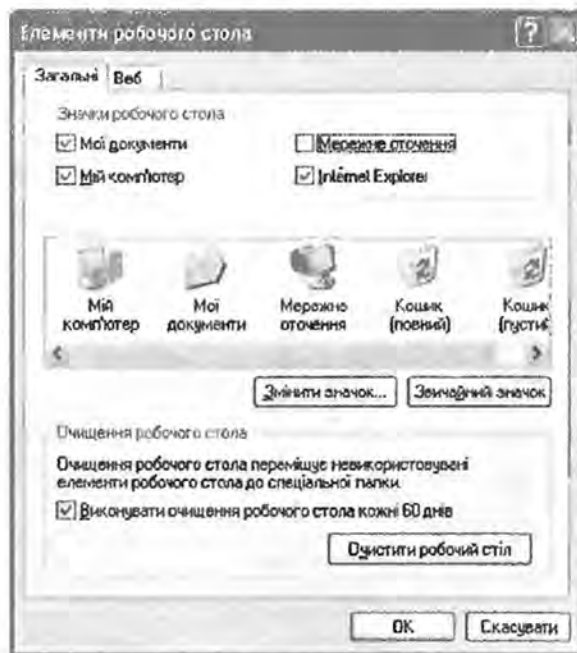 Елементи робочого стола
Загальні Веб
Значки робочого стола
Мої документи
Мережне оточення
Мій комп'ютер
Internet Explorer
Мій комп'ютер
Мої документи
Мережне оточення
Кошик (повний)
Кошик
Змінити значок...
Звичайний значок
Очищення робочого стола
Очищення робочого стола переміщує невикористовувані
елементи робочого стола до спеціальної папки.
Виконувати очищення робочого стола кожні 60 днів
Очистити робочий стіл
ОК
Скасувати